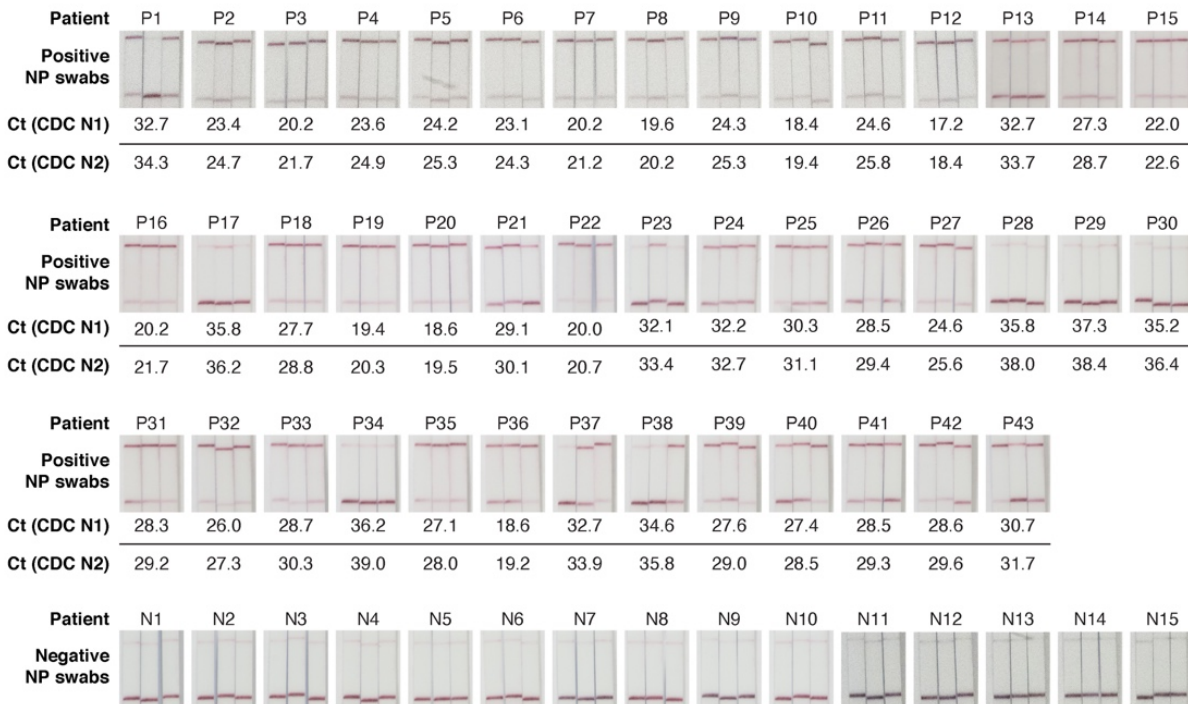 Patient P1 P2 P3 P4 P5 P6 P7 P8 P9 P10 P11 P12 P13 P14 P15
Positive
NP swabs
Ct (CDC N1) 32.7 23.4 20.2 23.6 24.2 23.1 20.2 19.6 24.3 18.4 24.6 17.2 32.7 27.3 22.0
Ct (CDC N2) 34.3 24.7 21.7 24.9 25.3 24.3 21.2 20.2 25.3 19.4 25.8 18.4 33.7 28.7 22.6
Patient P16 P17 P18 P19 P20 P21 P22 P23 P24 P25 P26 P27 P28 P29 P30
Positive
NP swabs
Ct (CDC N1) 20.2 35.8 27.7 19.4 18.6 29.1 20.0 32.1 32.2 30.3 28.5 24.6 35.8 37.3 35.2
Ct (CDC N2) 21.7 36.2 28.8 20.3 19.5 30.1 20.7 33.4 32.7 31.1 29.4 25.6 38.0 38.4 36.4
Patient P31 P32 P33 P34 P35 P36 P37 P38 P39 P40 P41 P42 P43
Positive
NP swabs
Ct (CDC N1) 28.3 26.0 28.7 36.2 27.1 18.6 32.7 34.6 27.6 27.4 28.5 28.6 30.7
Ct (CDC N2) 29.2 27.3 30.3 39.0 28.0 19.2 33.9 35.8 29.0 28.5 29.3 29.6 31.7
Patient N1 N2 N3 N4 N5 N6 N7 N8 N9 N10 N11 N12 N13 N14 N15
Negative
NP swabs